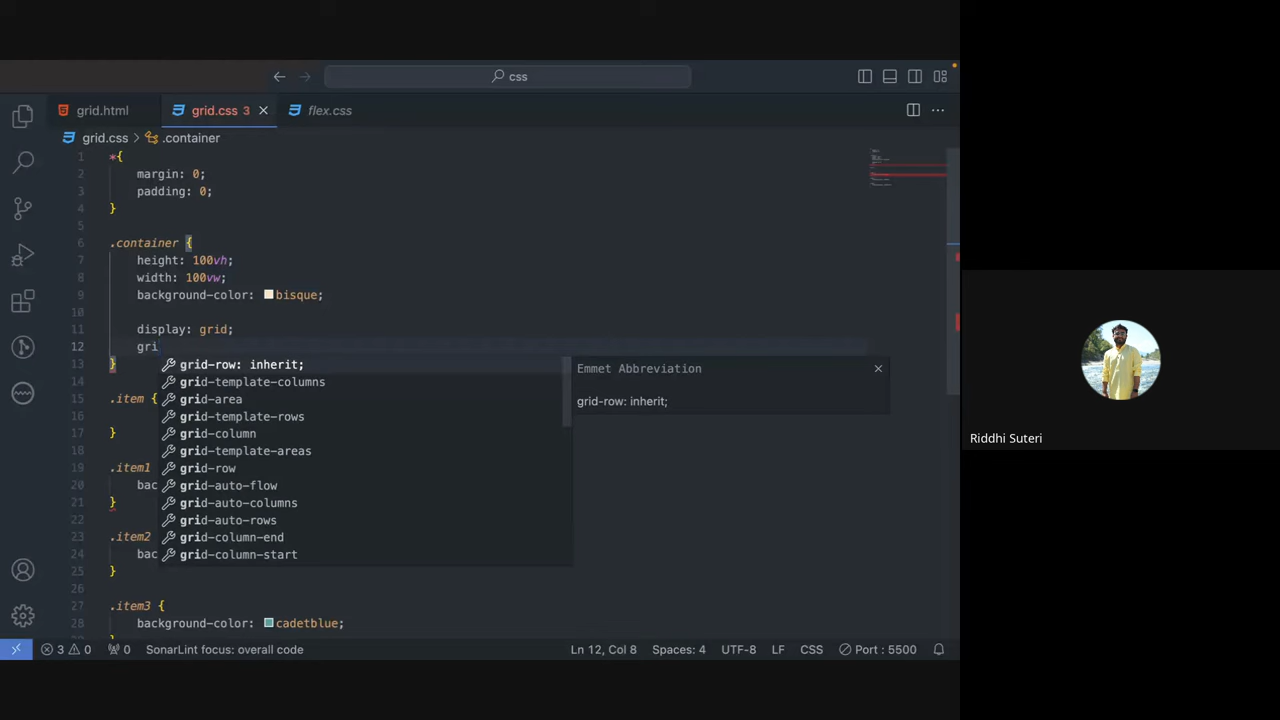 css
grid.html
grid.css 3
flex.css
grid.css > .container
1 *{
2 margin: 0;
3 padding: 0;
4 }
5
6 .container {
7 height: 100vh;
8 width: 100vw;
9 background-color: bisque;
10
11 display: grid;
12 gri
13 }
grid-row: inherit;
Emmet Abbreviation
14
grid-template-columns
15 .item {
grid-area
grid-row: inherit;
16
grid-template-rows
17 }
grid-column
18
grid-template-areas
19 .item1
grid-row
20 bac
grid-auto-flow
21 }
grid-auto-columns
22
grid-auto-rows
23 .item2
grid-column-end
24 bac
grid-column-start
25 }
26
27 .item3 {
28 background-color: cadetblue;
3 0 0 SonarLint focus: overall code Ln 12, Col 8 Spaces: 4 UTF-8 LF CSS Port : 5500
Riddhi Suteri